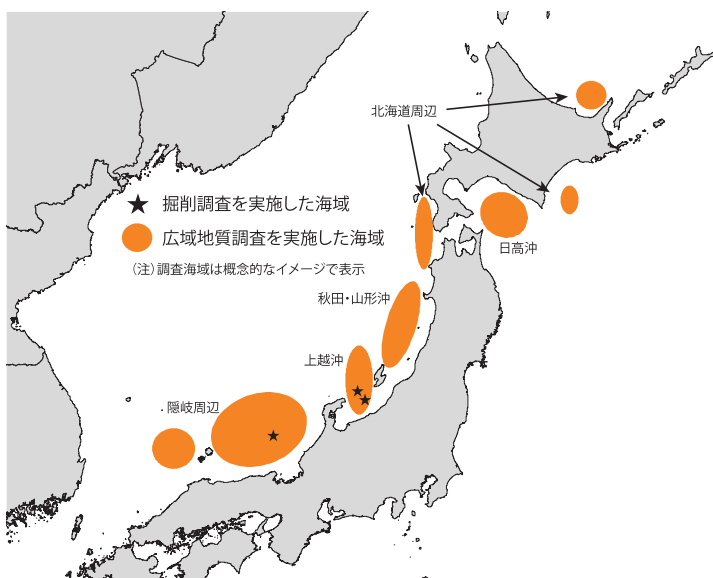 北海道周辺
★ 掘削調査を実施した海域
広域地質調査を実施した海域
（注）調査海域は概念的なイメージで表示
日高沖
秋田・山形沖
上越沖
隠岐周辺